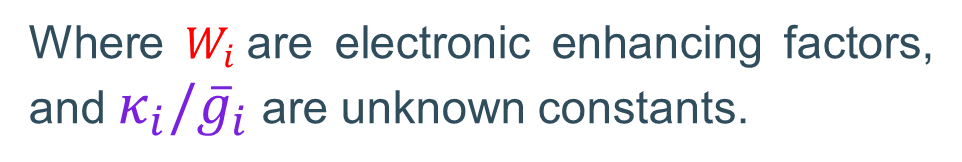 Where 𝑊ᵢ are electronic enhancing factors,
and κᵢ/ḡᵢ are unknown constants.